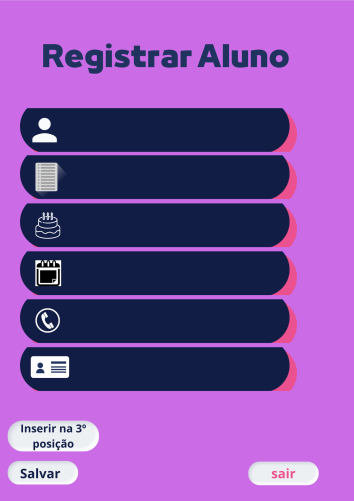 Registrar Aluno
Inserir na 3°
posição
Salvar
sair